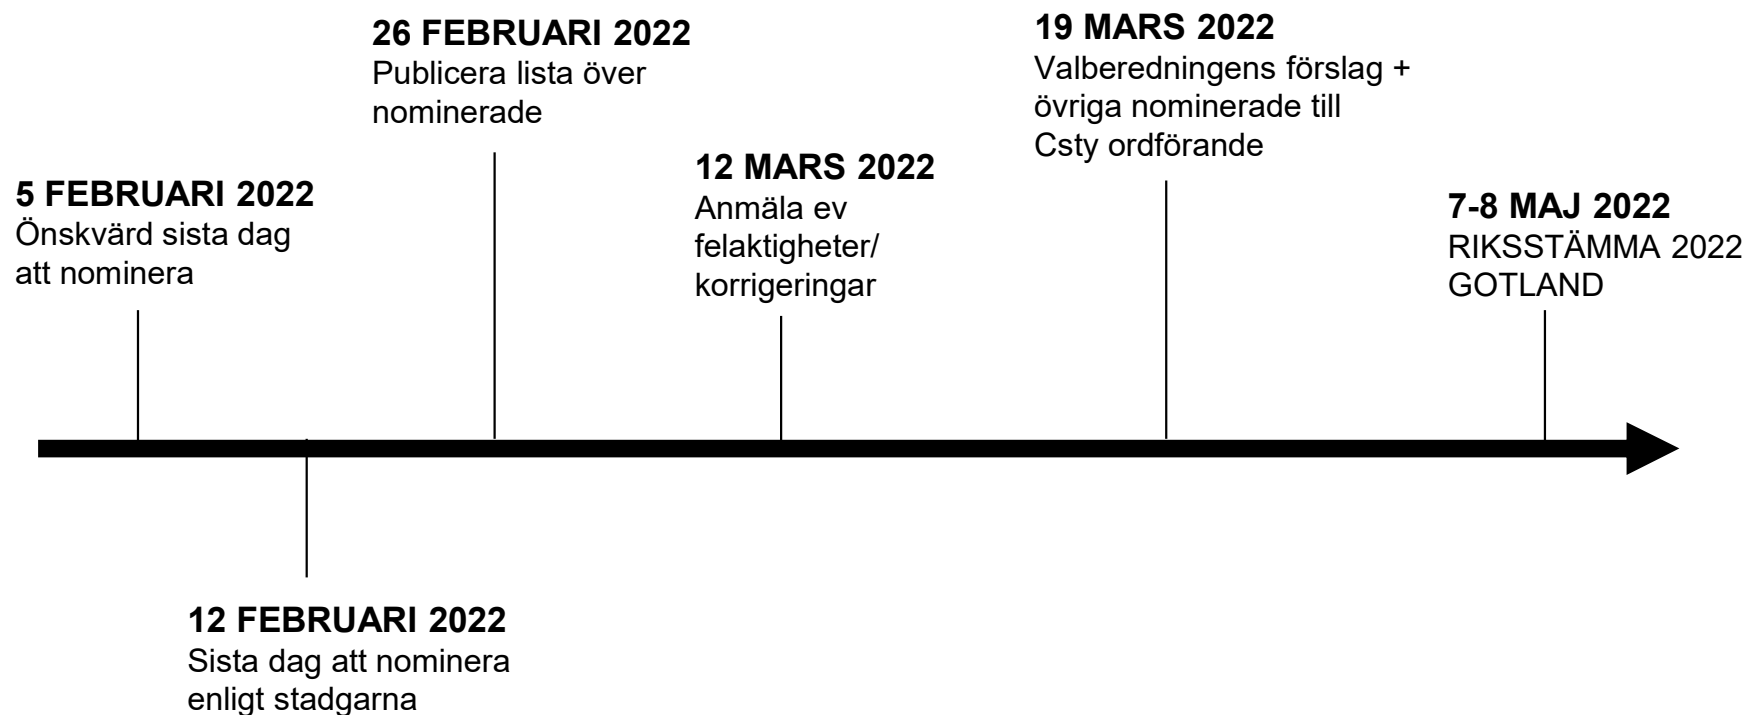 5 FEBRUARI 2022
Önskvärd sista dag
att nominera
12 FEBRUARI 2022
Sista dag att nominera
enligt stadgarna
26 FEBRUARI 2022
Publicera lista över
nominerade
12 MARS 2022
Anmäla ev
felaktigheter/
korrigeringar
19 MARS 2022
Valberedningens förslag +
övriga nominerade till
Csty ordförande
7-8 MAJ 2022
RIKSSTÄMMA 2022
GOTLAND